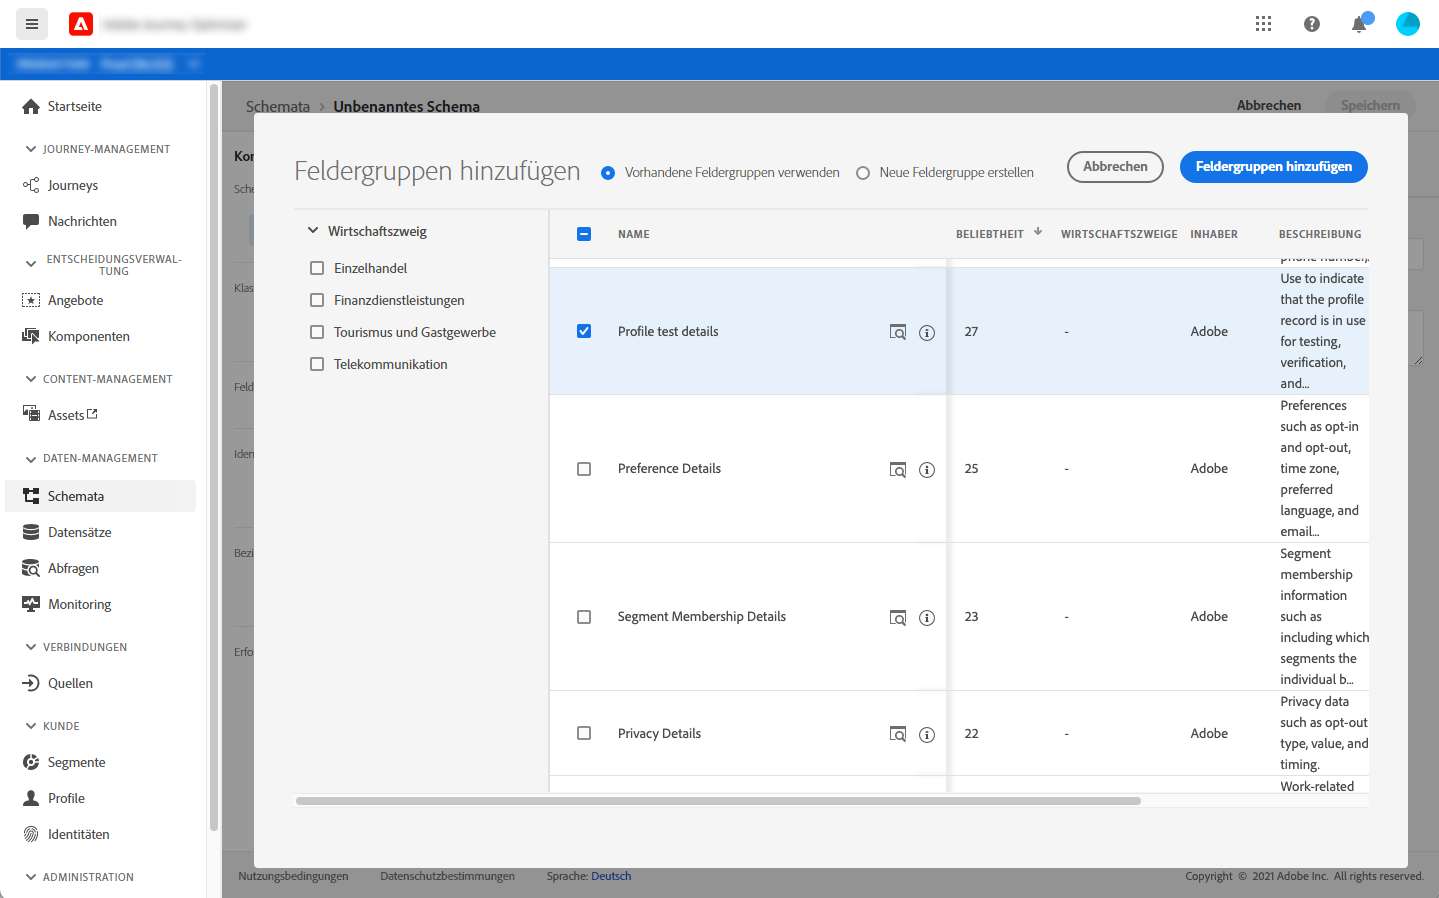 Startseite
JOURNEY-MANAGEMENT
Journeys
Nachrichten
ENTSCHEIDUNGSVERWAL-
TUNG
Angebote
Komponenten
CONTENT-MANAGEMENT
Assets
DATEN-MANAGEMENT
Schemata
Datensätze
Abfragen
Monitoring
VERBINDUNGEN
Quellen
KUNDE
Segmente
Profile
Identitäten
ADMINISTRATION
Schemata > Unbenanntes Schema
Abbrechen
Speichern
Feldergruppen hinzufügen
Vorhandene Feldergruppen verwenden
Neue Feldergruppe erstellen
Abbrechen
Feldergruppen hinzufügen
Wirtschaftszweig
Einzelhandel
Finanzdienstleistungen
Tourismus und Gastgewerbe
Telekommunikation
NAME BELIEBTHEIT WIRTSCHAFTSZWEIGE INHABER BESCHREIBUNG
phone number,
Profile test details 27 - Adobe
Use to indicate
that the profile
record is in use
for testing,
verification,
and...
Preference Details 25 - Adobe
Preferences
such as opt-in
and opt-out,
time zone,
preferred
language, and
email...
Segment Membership Details 23 - Adobe
Segment
membership
information
such as
including which
segments the
individual b...
Privacy Details 22 - Adobe
Privacy data
such as opt-out
type, value, and
timing.
Work-related
Nutzungsbedingungen
Datenschutzbestimmungen
Sprache: Deutsch
Copyright © 2021 Adobe Inc. All rights reserved.